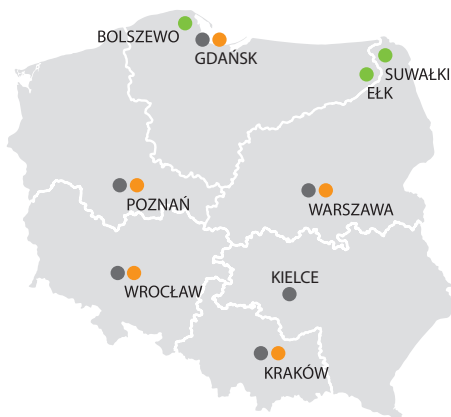 BOLSZEWO
GDAŃSK
SUWAŁKI
EŁK
POZNAŃ
WARSZAWA
WROCŁAW
KIELCE
KRAKÓW